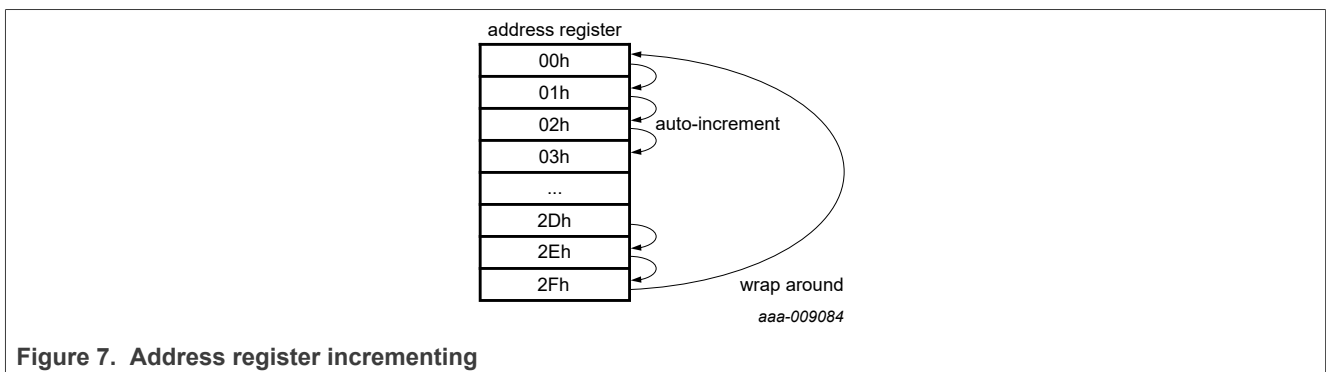 address register
00h
01h
02h
auto-increment
03h
...
2Dh
2Eh
2Fh
wrap around
aaa-009084
Figure 7. Address register incrementing